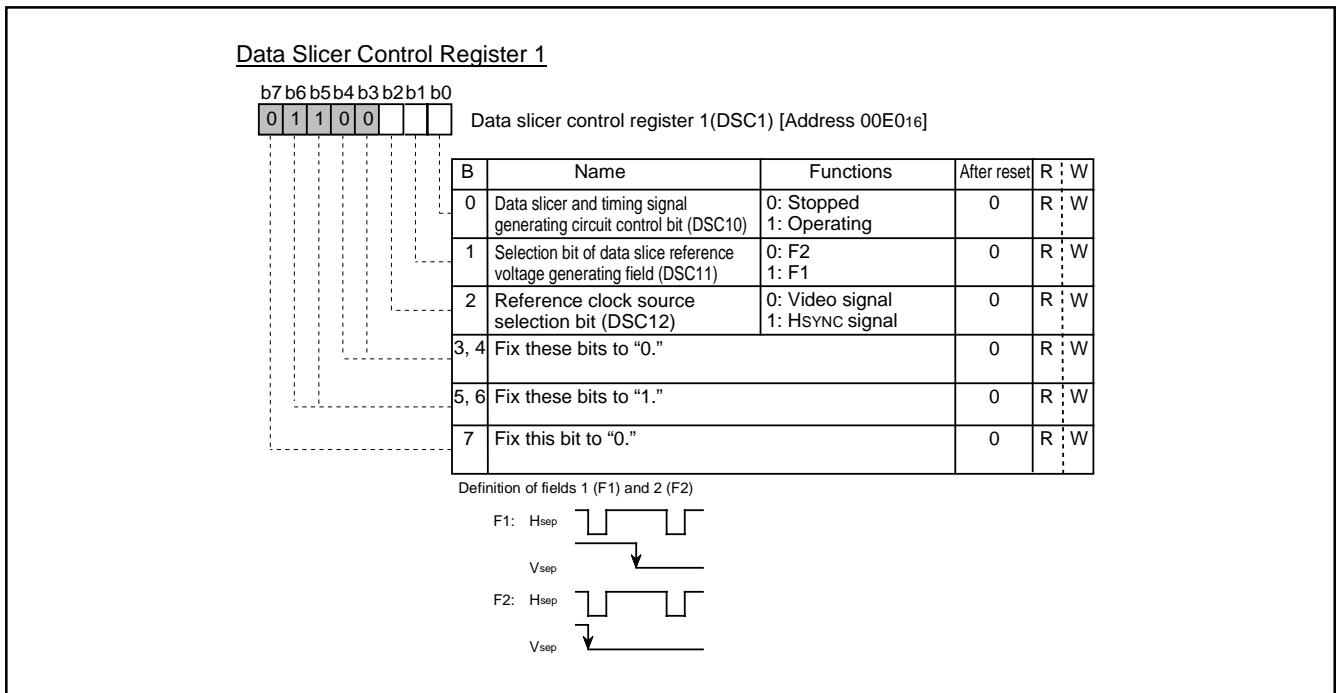 Data Slicer Control Register 1
b7 b6 b5 b4 b3 b2 b1 b0
0 1 1 0 0
Data slicer control register 1(DSC1) [Address 00E016]
B Name Functions After reset R W
0 Data slicer and timing signal generating circuit control bit (DSC10) 0: Stopped 1: Operating 0 R W
1 Selection bit of data slice reference voltage generating field (DSC11) 0: F2 1: F1 0 R W
2 Reference clock source selection bit (DSC12) 0: Video signal 1: HSYNC signal 0 R W
3, 4 Fix these bits to “0.” 0 R W
5, 6 Fix these bits to “1.” 0 R W
7 Fix this bit to “0.” 0 R W
Definition of fields 1 (F1) and 2 (F2)
F1: Hsep
Vsep
F2: Hsep
Vsep